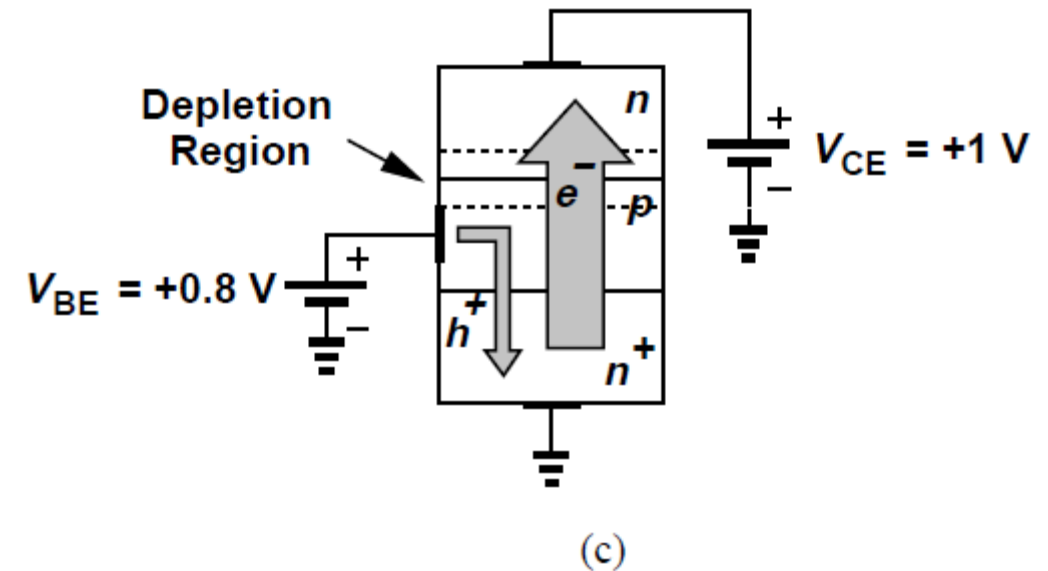 Depletion
Region
n
+
V_CE = +1 V
−
e−
p
+
V_BE = +0.8 V
−
h+
n+
(c)